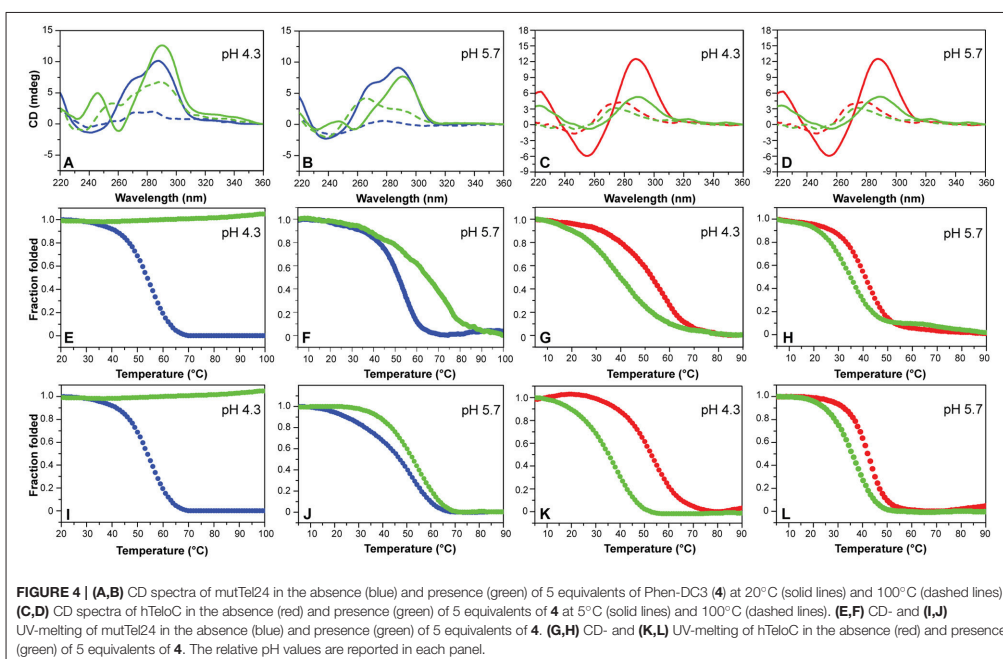 15
10
5
0
-5
CD (mdeg)
pH 4.3
A
220 240 260 280 300 320 340 360
Wavelength (nm)
15
10
5
0
-5
pH 5.7
B
220 240 260 280 300 320 340 360
Wavelength (nm)
18
15
12
9
6
3
0
-3
-6
-9
pH 4.3
C
220 240 260 280 300 320 340 360
Wavelength (nm)
18
15
12
9
6
3
0
-3
-6
-9
pH 5.7
D
220 240 260 280 300 320 340 360
Wavelength (nm)
1.0
0.8
0.6
0.4
0.2
0.0
Fraction folded
pH 4.3
E
20 30 40 50 60 70 80 90 100
Temperature (°C)
1.0
0.8
0.6
0.4
0.2
0.0
pH 5.7
F
10 20 30 40 50 60 70 80 90 100
Temperature (°C)
1.0
0.8
0.6
0.4
0.2
0.0
pH 4.3
G
10 20 30 40 50 60 70 80 90
Temperature (°C)
1.0
0.8
0.6
0.4
0.2
0.0
pH 5.7
H
10 20 30 40 50 60 70 80 90
Temperature (°C)
1.0
0.8
0.6
0.4
0.2
1.0
Fraction folded
pH 4.3
I
20 30 40 50 60 70 80 90 100
Temperature (°C)
1.0
0.8
0.6
0.4
0.2
1.0
pH 5.7
J
10 20 30 40 50 60 70 80 90 100
Temperature (°C)
1.0
0.8
0.6
0.4
0.2
1.0
pH 4.3
K
10 20 30 40 50 60 70 80 90
Temperature (°C)
1.0
0.8
0.6
0.4
0.2
1.0
pH 5.7
L
10 20 30 40 50 60 70 80 90
Temperature (°C)
FIGURE 4 | (A,B) CD spectra of mutTel24 in the absence (blue) and presence (green) of 5 equivalents of Phen-DC3 (4) at 20°C (solid lines) and 100°C (dashed lines)
(C,D) CD spectra of hTeloC in the absence (red) and presence (green) of 5 equivalents of 4 at 5°C (solid lines) and 100°C (dashed lines). (E,F) CD- and (I,J)
UV-melting of mutTel24 in the absence (blue) and presence (green) of 5 equivalents of 4. (G,H) CD- and (K,L) UV-melting of hTeloC in the absence (red) and presence
(green) of 5 equivalents of 4. The relative pH values are reported in each panel.